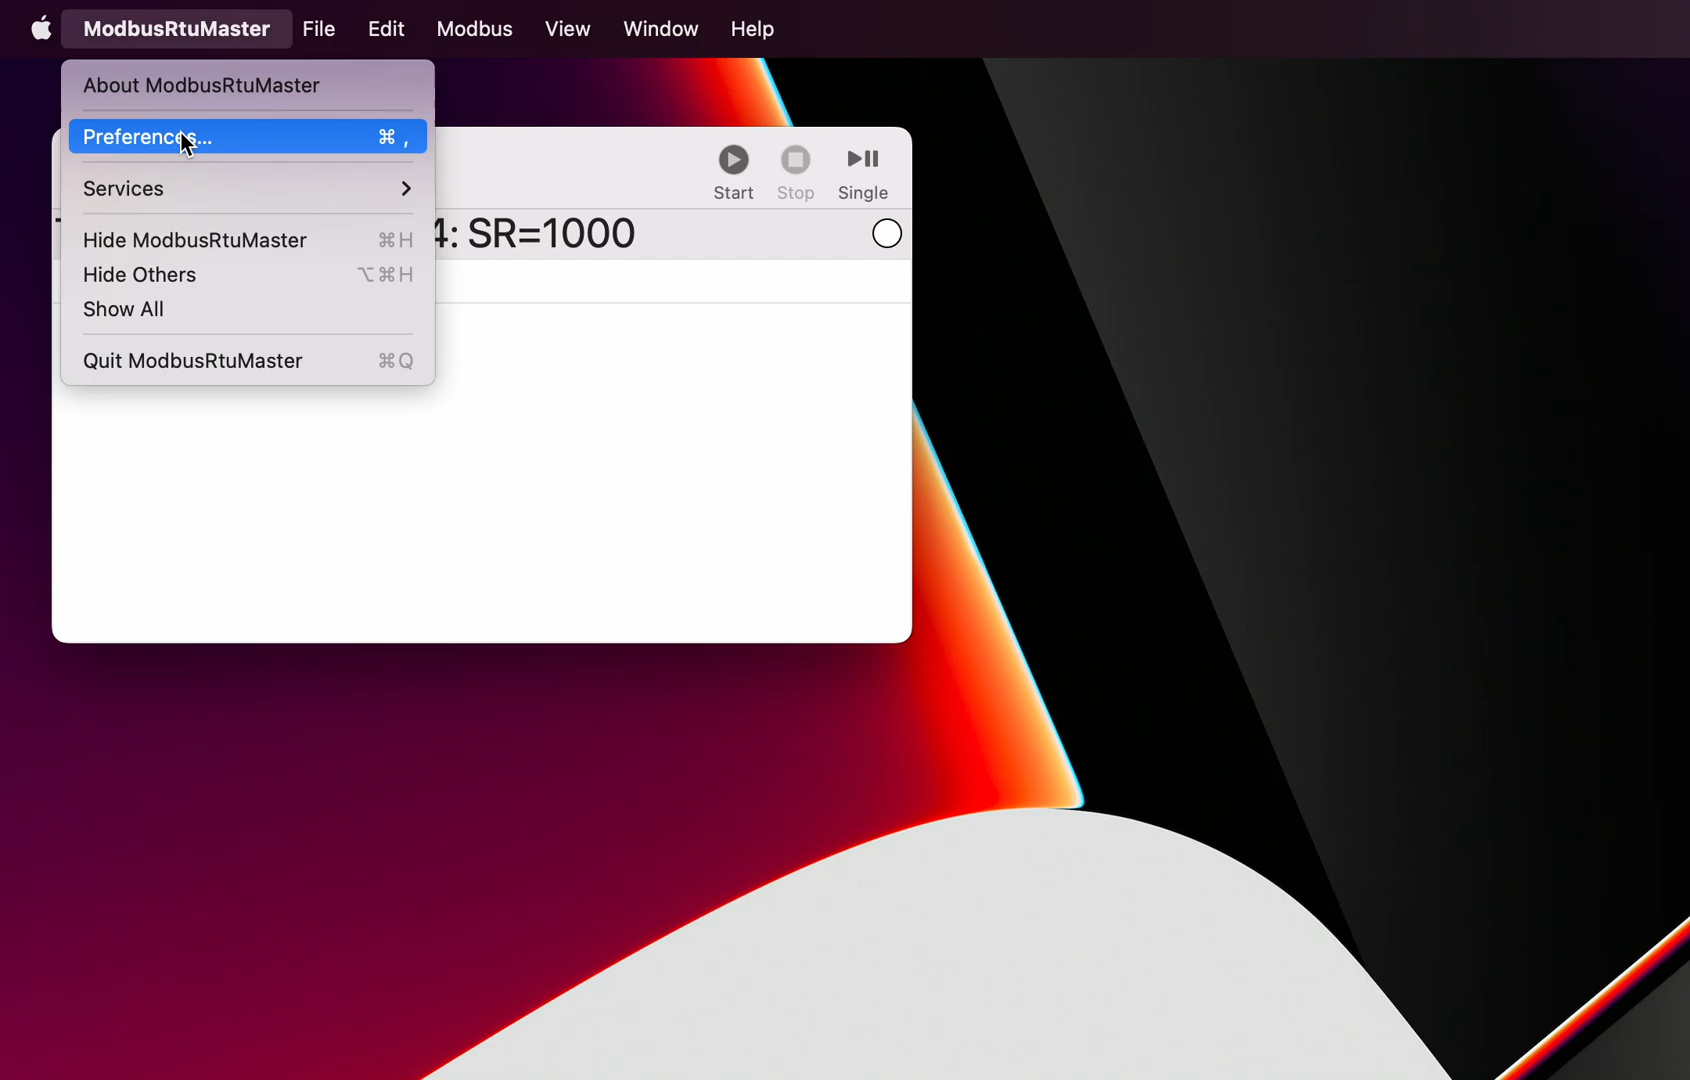 ModbusRtuMaster File Edit Modbus View Window Help
About ModbusRtuMaster
Preferences... ⌘ ,
Services
Hide ModbusRtuMaster ⌘H
Hide Others ⌥⌘H
Show All
Quit ModbusRtuMaster ⌘Q
Start Stop Single
4: SR=1000